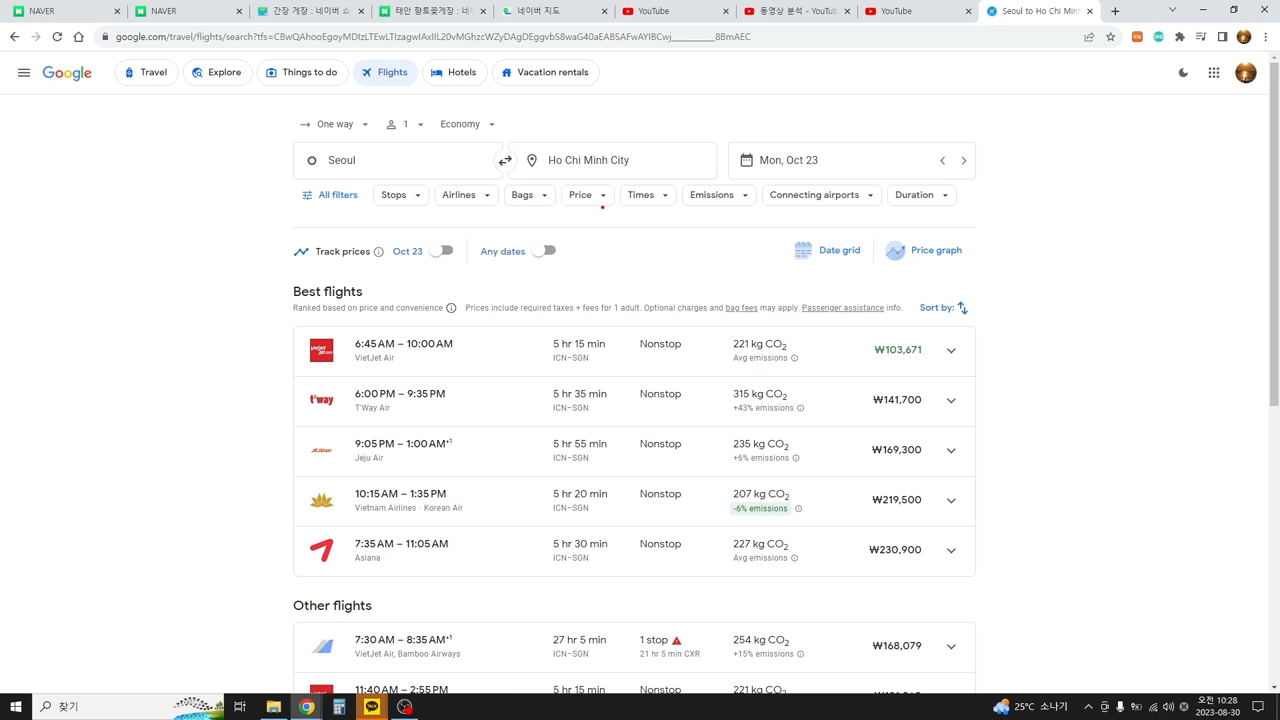 NAVER
NAVER
간장 게장 : 네이버 쇼
태안 향토꽃게장 : 네이
네이버 지도
YouTube
동영상 분석 - YouTube
YouTube
Seoul to Ho Chi Minh
google.com/travel/flights/search?tfs=CBwQAhooEgoyMDIzLTEwLTIzagwIAxIIL20vMGhzcWZyDAgDEggvbS8waG40aEABSAFwAYIBCwj___________8BmAEC
Google
Travel
Explore
Things to do
Flights
Hotels
Vacation rentals
One way
1
Economy
Seoul
Ho Chi Minh City
Mon, Oct 23
All filters
Stops
Airlines
Bags
Price
Times
Emissions
Connecting airports
Duration
Track prices
Oct 23
Any dates
Date grid
Price graph
Best flights
Ranked based on price and convenience
Prices include required taxes + fees for 1 adult. Optional charges and bag fees may apply. Passenger assistance info.
Sort by:
vietjet air.com
6:45 AM – 10:00 AM 5 hr 15 min Nonstop 221 kg CO2 ₩103,671
VietJet Air ICN–SGN Avg emissions
t'way
6:00 PM – 9:35 PM 5 hr 35 min Nonstop 315 kg CO2 ₩141,700
T'Way Air ICN–SGN +43% emissions
JEJUair
9:05 PM – 1:00 AM+1 5 hr 55 min Nonstop 235 kg CO2 ₩169,300
Jeju Air ICN–SGN +6% emissions
10:15 AM – 1:35 PM 5 hr 20 min Nonstop 207 kg CO2 ₩219,500
Vietnam Airlines · Korean Air ICN–SGN -6% emissions
7:35 AM – 11:05 AM 5 hr 30 min Nonstop 227 kg CO2 ₩230,900
Asiana ICN–SGN Avg emissions
Other flights
7:30 AM – 8:35 AM+1 27 hr 5 min 1 stop 254 kg CO2 ₩168,079
VietJet Air, Bamboo Airways ICN–SGN 21 hr 5 min CXR +15% emissions
11:40 AM – 2:55 PM 5 hr 15 min Nonstop 221 kg CO2
찾기
TALK
25°C 소나기
오전 10:28
2023-08-30